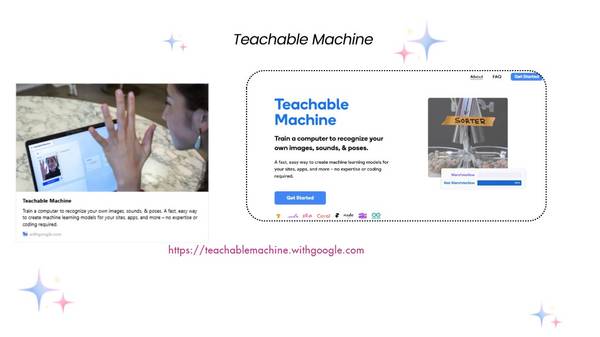 Teachable Machine
Teachable Machine
Train a computer to recognize your own images, sounds, & poses. A fast, easy way
to create machine learning models for your sites, apps, and more – no expertise or
coding required.
withgoogle.com
About FAQ Get Started
Teachable
Machine
Train a computer to recognize your
own images, sounds, & poses.
A fast, easy way to create machine learning models for
your sites, apps, and more – no expertise or coding
required.
Get Started
SORTER
https://teachablemachine.withgoogle.com